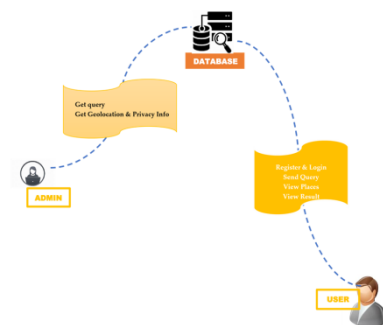 DATABASE
Get query
Get Geolocation & Privacy Info
Register & Login
Send Query
View Places
View Result
ADMIN
USER